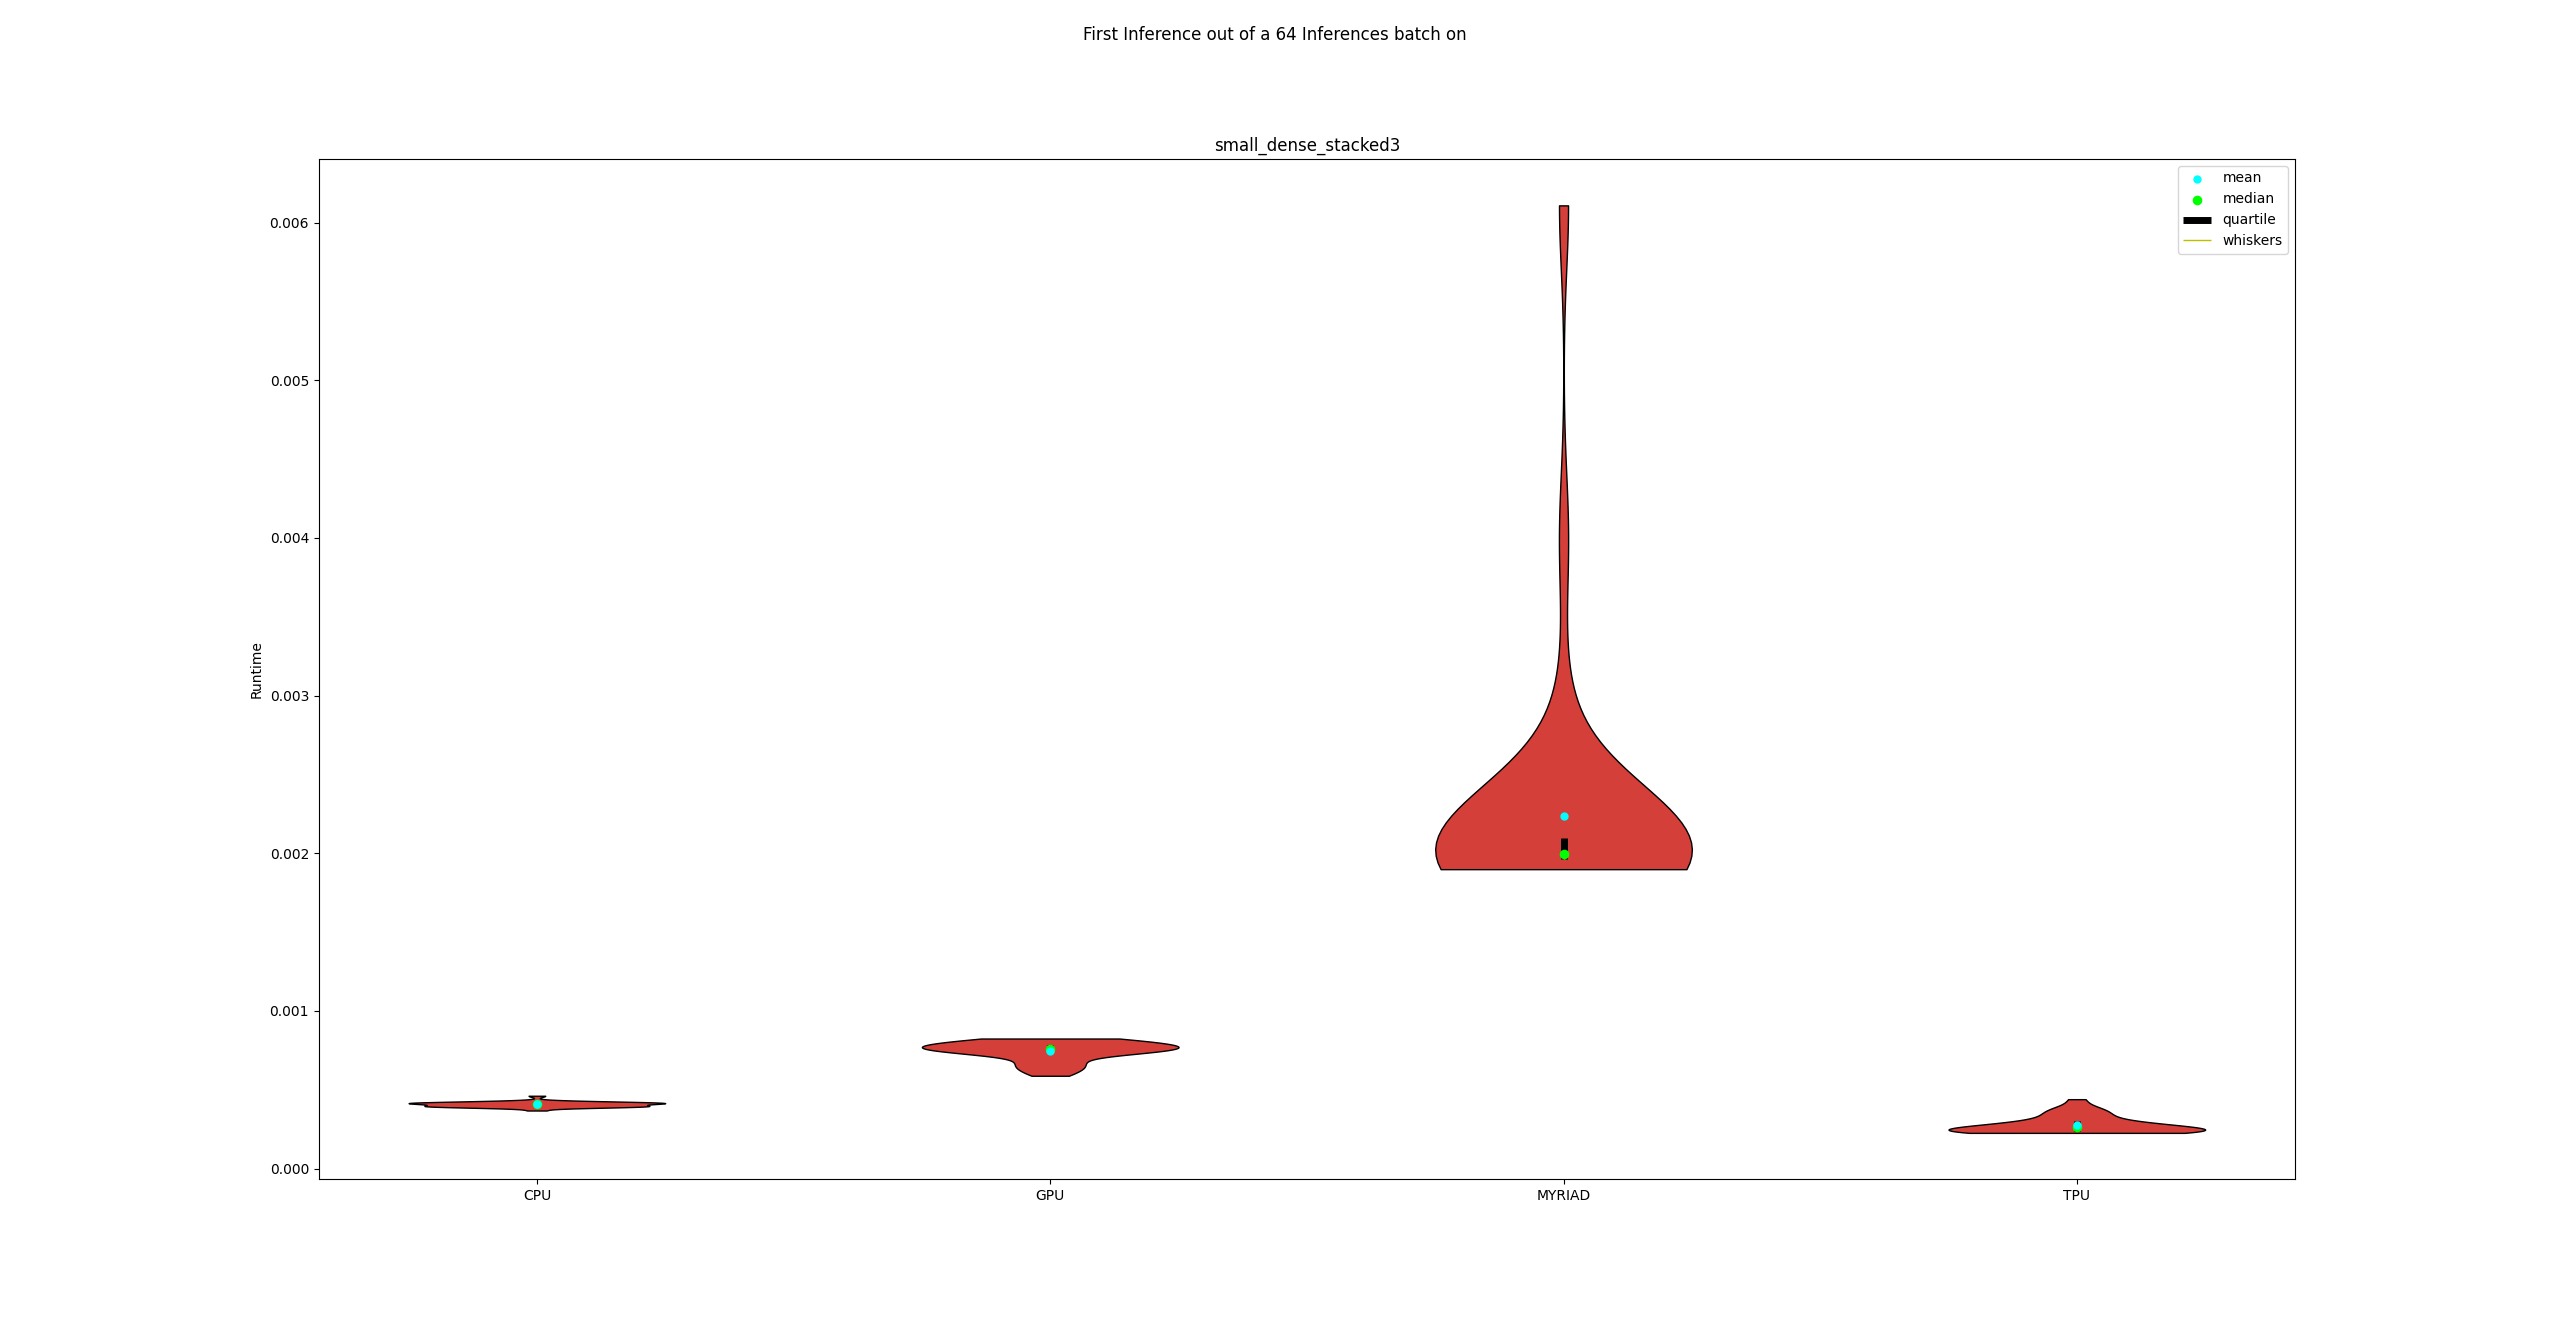 First Inference out of a 64 Inferences batch on
small_dense_stacked3
mean
median
quartile
whiskers
0.006
0.005
0.004
0.003
0.002
0.001
0.000
Runtime
CPU
GPU
MYRIAD
TPU